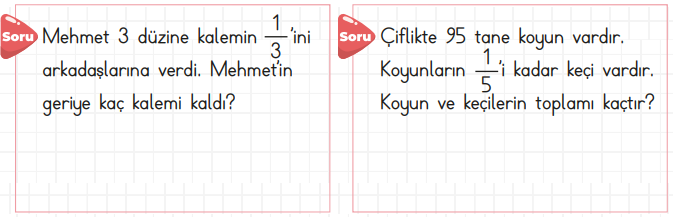 Soru
Mehmet 3 düzine kalemin 1/3'ini
arkadaşlarına verdi. Mehmet'in
geriye kaç kalemi kaldı?
Soru
Çiftlikte 95 tane koyun vardır.
Koyunların 1/5'i kadar keçi vardır.
Koyun ve keçilerin toplamı kaçtır?